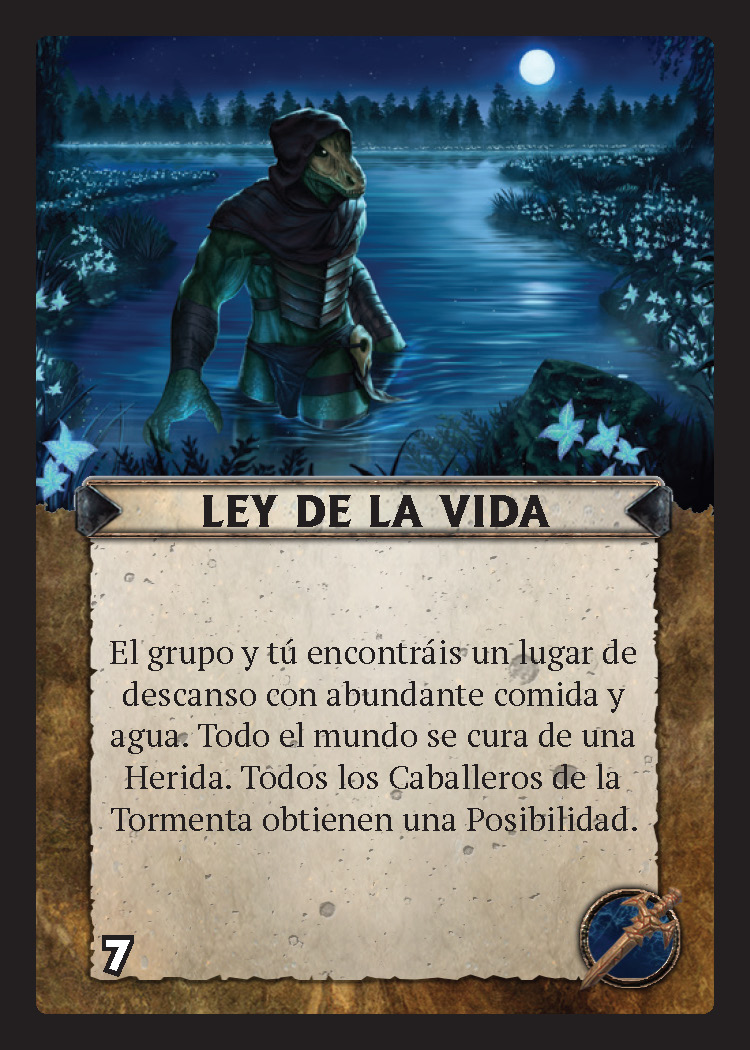 LEY DE LA VIDA
El grupo y tú encontráis un lugar de
descanso con abundante comida y
agua. Todo el mundo se cura de una
Herida. Todos los Caballeros de la
Tormenta obtienen una Posibilidad.
7